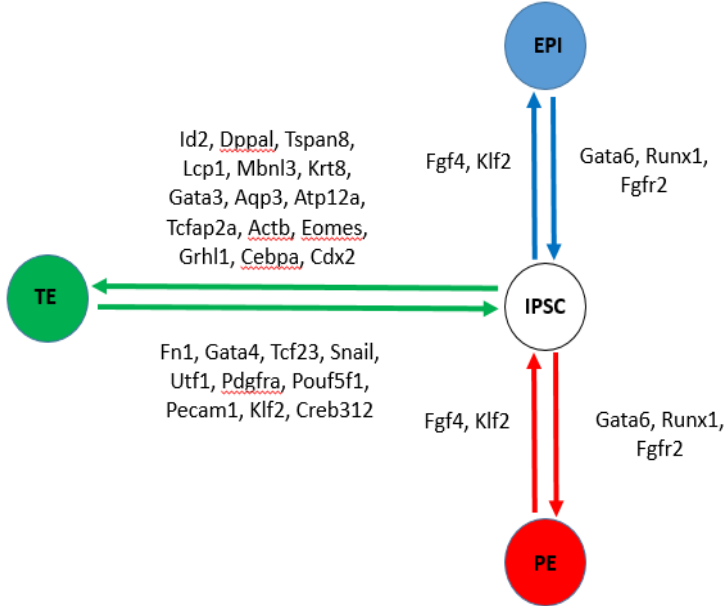 EPI
Id2, Dppal, Tspan8,
Lcp1, Mbnl3, Krt8,
Gata3, Aqp3, Atp12a,
Tcfap2a, Actb, Eomes,
Grhl1, Cebpa, Cdx2
Fgf4, Klf2
Gata6, Runx1,
Fgfr2
TE
IPSC
Fn1, Gata4, Tcf23, Snail,
Utf1, Pdgfra, Pouf5f1,
Pecam1, Klf2, Creb312
Fgf4, Klf2
Gata6, Runx1,
Fgfr2
PE